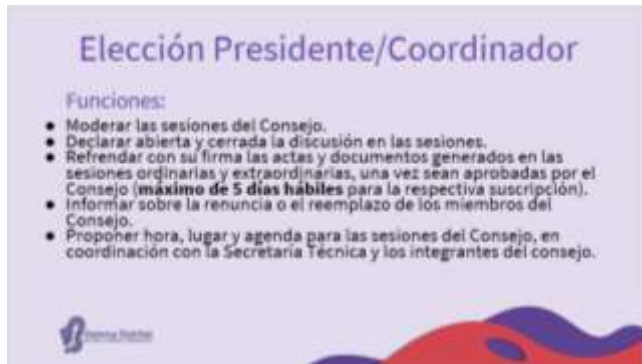 Elección Presidente/Coordinador
Funciones:
● Moderar las sesiones del Consejo.
● Declarar abierta y cerrada la discusión en las sesiones.
● Refrendar con su firma las actas y documentos generados en las
sesiones ordinarias y extraordinarias, una vez sean aprobadas por el
Consejo (máximo de 5 días hábiles para la respectiva suscripción).
● Informar sobre la renuncia o el reemplazo de los miembros del
Consejo.
● Proponer hora, lugar y agenda para las sesiones del Consejo, en
coordinación con la Secretaría Técnica y los integrantes del consejo.